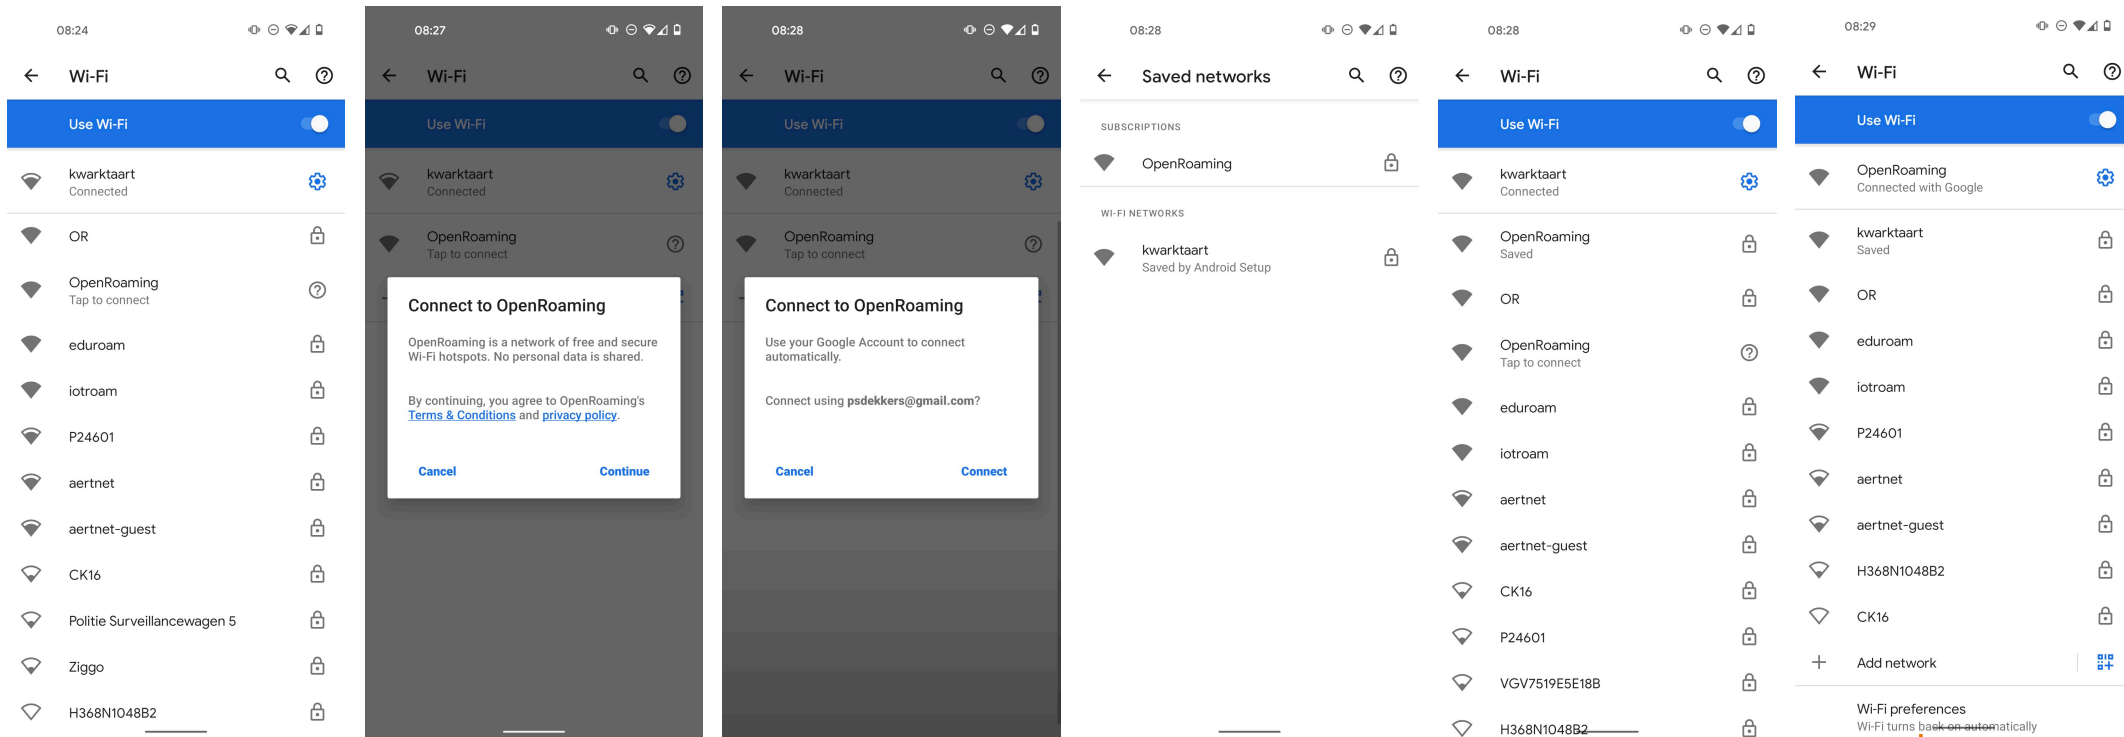 08:24
Wi-Fi
Use Wi-Fi
kwarktaart
Connected
OR
OpenRoaming
Tap to connect
eduroam
iotroam
P24601
aertnet
aertnet-guest
CK16
Politie Surveillancewagen 5
Ziggo
H368N1048B2
08:27
Wi-Fi
Use Wi-Fi
kwarktaart
Connected
OpenRoaming
Tap to connect
Connect to OpenRoaming
OpenRoaming is a network of free and secure
Wi-Fi hotspots. No personal data is shared.
By continuing, you agree to OpenRoaming's
Terms & Conditions and privacy policy.
Cancel Continue
08:28
Wi-Fi
Use Wi-Fi
kwarktaart
Connected
OpenRoaming
Tap to connect
Connect to OpenRoaming
Use your Google Account to connect
automatically.
Connect using psdekkers@gmail.com?
Cancel Connect
08:28
Saved networks
SUBSCRIPTIONS
OpenRoaming
WI-FI NETWORKS
kwarktaart
Saved by Android Setup
08:28
Wi-Fi
Use Wi-Fi
kwarktaart
Connected
OpenRoaming
Saved
OR
OpenRoaming
Tap to connect
eduroam
iotroam
aertnet
aertnet-guest
CK16
P24601
VGV7519E5E18B
H368N1048B2
08:29
Wi-Fi
Use Wi-Fi
OpenRoaming
Connected with Google
kwarktaart
Saved
OR
eduroam
iotroam
P24601
aertnet
aertnet-guest
H368N1048B2
CK16
Add network
Wi-Fi preferences
Wi-Fi turns back on automatically